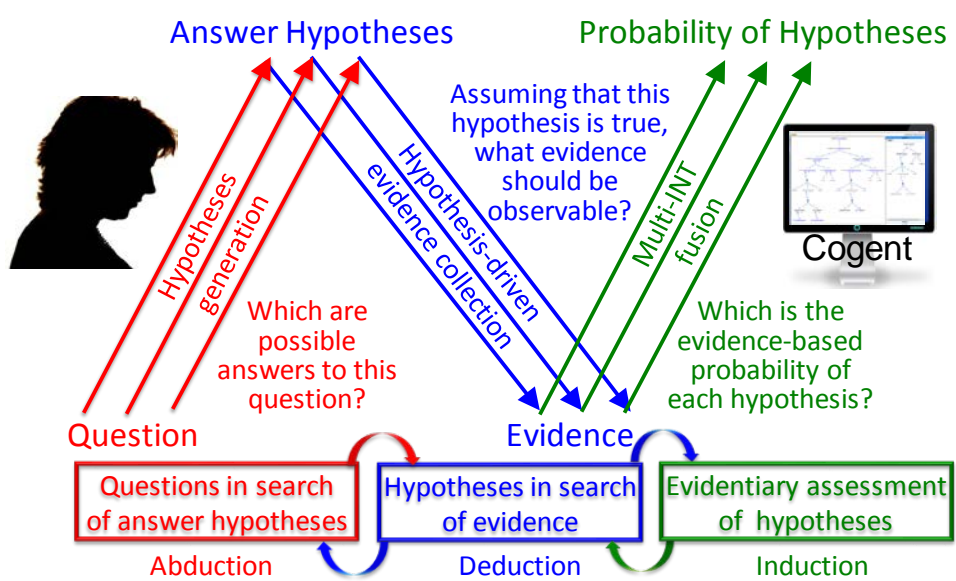 Answer Hypotheses
Probability of Hypotheses
Assuming that this
hypothesis is true,
what evidence
should be
observable?
Hypotheses
generation
Hypothesis-driven
evidence collection
Multi-INT
fusion
Cogent
Which are
possible
answers to this
question?
Which is the
evidence-based
probability of
each hypothesis?
Question
Evidence
Questions in search
of answer hypotheses
Hypotheses in search
of evidence
Evidentiary assessment
of hypotheses
Abduction
Deduction
Induction